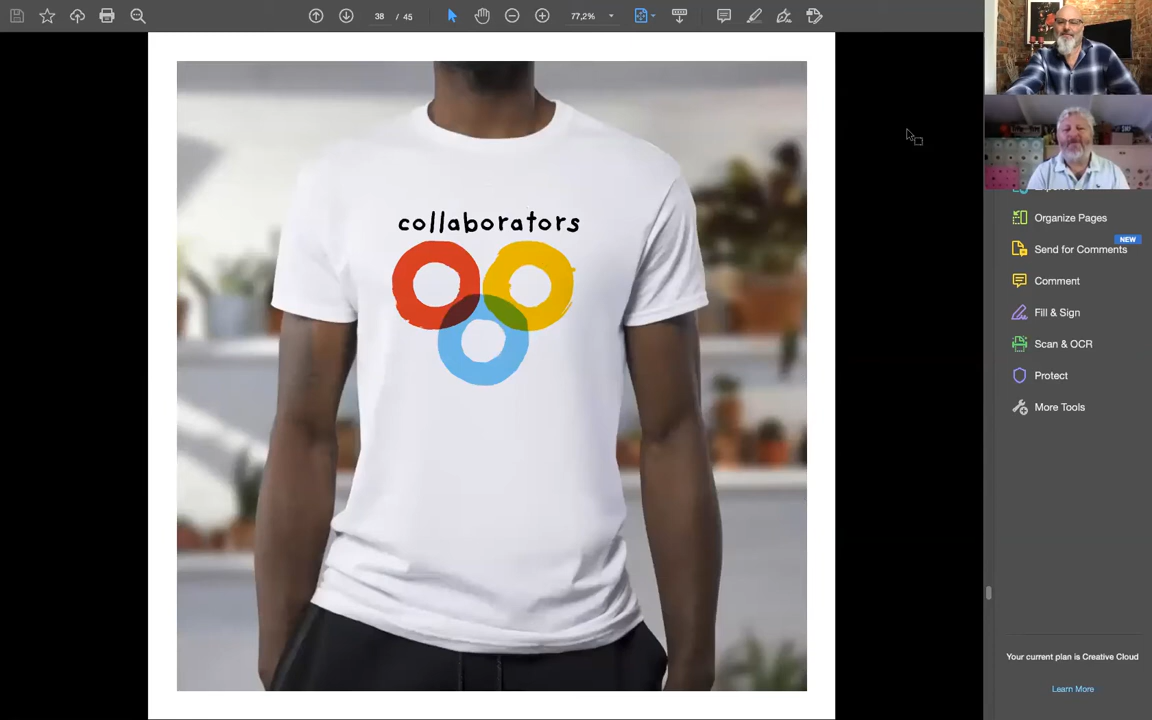 38 / 45
77,2%
collaborators
Organize Pages
NEW
Send for Comments
Comment
Fill & Sign
Scan & OCR
Protect
More Tools
Your current plan is Creative Cloud
Learn More